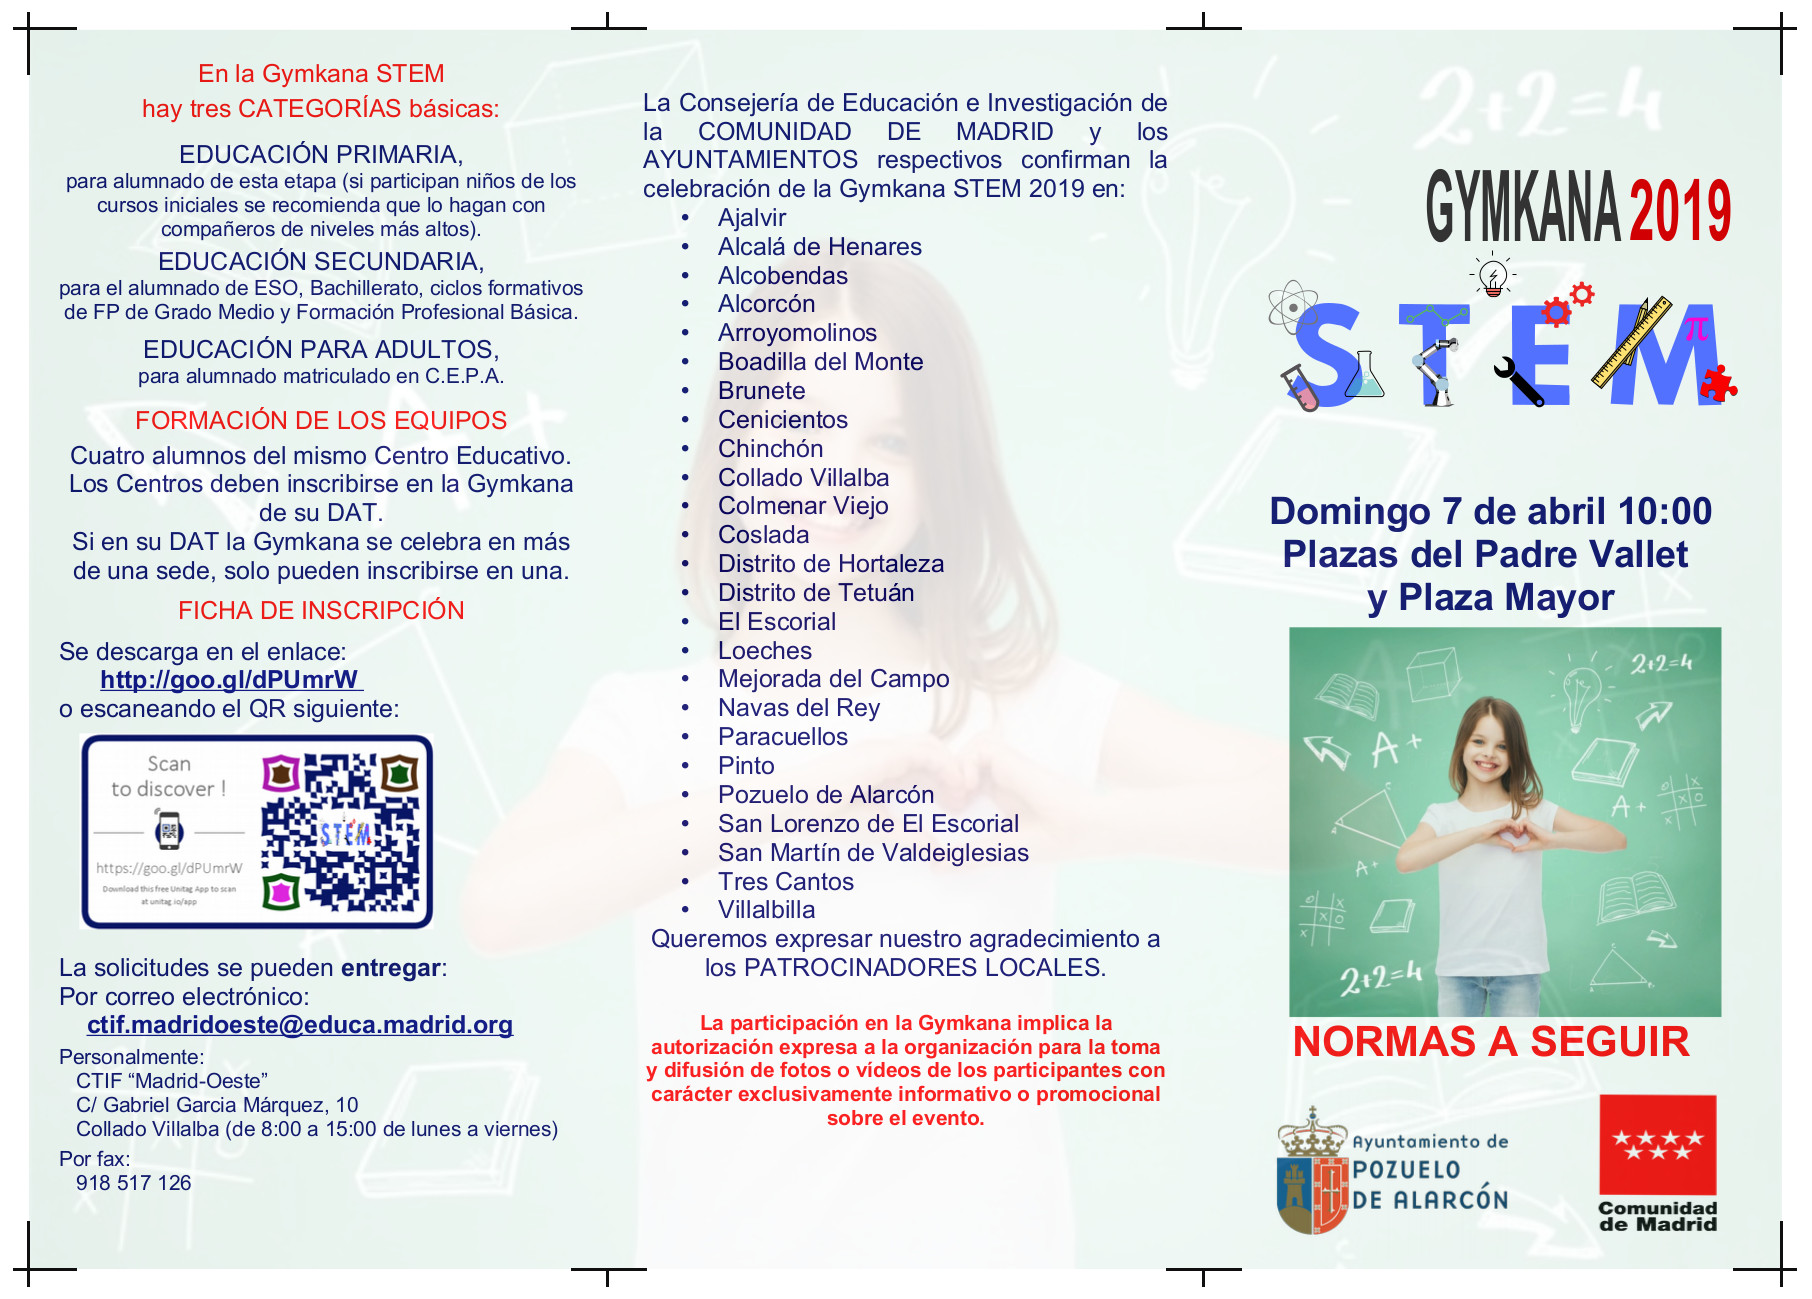 En la Gymkana STEM
hay tres CATEGORÍAS básicas:
EDUCACIÓN PRIMARIA,
para alumnado de esta etapa (si participan niños de los
cursos iniciales se recomienda que lo hagan con
compañeros de niveles más altos).
EDUCACIÓN SECUNDARIA,
para el alumnado de ESO, Bachillerato, ciclos formativos
de FP de Grado Medio y Formación Profesional Básica.
EDUCACIÓN PARA ADULTOS,
para alumnado matriculado en C.E.P.A.
FORMACIÓN DE LOS EQUIPOS
Cuatro alumnos del mismo Centro Educativo.
Los Centros deben inscribirse en la Gymkana
de su DAT.
Si en su DAT la Gymkana se celebra en más
de una sede, solo pueden inscribirse en una.
FICHA DE INSCRIPCIÓN
Se descarga en el enlace:
http://goo.gl/dPUmrW
o escaneando el QR siguiente:
Scan
to discover !
https://goo.gl/dPUmrW
Download this free Unitag App to scan
at unitag.io/app
STEM
La solicitudes se pueden entregar:
Por correo electrónico:
ctif.madridoeste@educa.madrid.org
Personalmente:
CTIF “Madrid-Oeste”
C/ Gabriel Garcia Márquez, 10
Collado Villalba (de 8:00 a 15:00 de lunes a viernes)
Por fax:
918 517 126
La Consejería de Educación e Investigación de
la COMUNIDAD DE MADRID y los
AYUNTAMIENTOS respectivos confirman la
celebración de la Gymkana STEM 2019 en:
• Ajalvir
• Alcalá de Henares
• Alcobendas
• Alcorcón
• Arroyomolinos
• Boadilla del Monte
• Brunete
• Cenicientos
• Chinchón
• Collado Villalba
• Colmenar Viejo
• Coslada
• Distrito de Hortaleza
• Distrito de Tetuán
• El Escorial
• Loeches
• Mejorada del Campo
• Navas del Rey
• Paracuellos
• Pinto
• Pozuelo de Alarcón
• San Lorenzo de El Escorial
• San Martín de Valdeiglesias
• Tres Cantos
• Villalbilla
Queremos expresar nuestro agradecimiento a
los PATROCINADORES LOCALES.
La participación en la Gymkana implica la
autorización expresa a la organización para la toma
y difusión de fotos o vídeos de los participantes con
carácter exclusivamente informativo o promocional
sobre el evento.
2+2=4
GYMKANA 2019
STEM
π
Domingo 7 de abril 10:00
Plazas del Padre Vallet
y Plaza Mayor
2+2=4
A+
A+
A+
2+2=4
NORMAS A SEGUIR
Ayuntamiento de
POZUELO
DE ALARCÓN
Comunidad
de Madrid